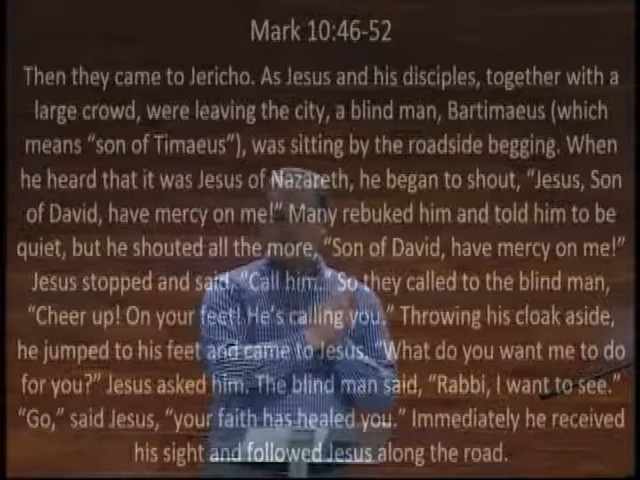 Mark 10:46-52
Then they came to Jericho. As Jesus and his disciples, together with a
large crowd, were leaving the city, a blind man, Bartimaeus (which
means “son of Timaeus”), was sitting by the roadside begging. When
he heard that it was Jesus of Nazareth, he began to shout, “Jesus, Son
of David, have mercy on me!” Many rebuked him and told him to be
quiet, but he shouted all the more, “Son of David, have mercy on me!”
Jesus stopped and said, “Call him.” So they called to the blind man,
“Cheer up! On your feet! He’s calling you.” Throwing his cloak aside,
he jumped to his feet and came to Jesus. “What do you want me to do
for you?” Jesus asked him. The blind man said, “Rabbi, I want to see.”
“Go,” said Jesus, “your faith has healed you.” Immediately he received
his sight and followed Jesus along the road.